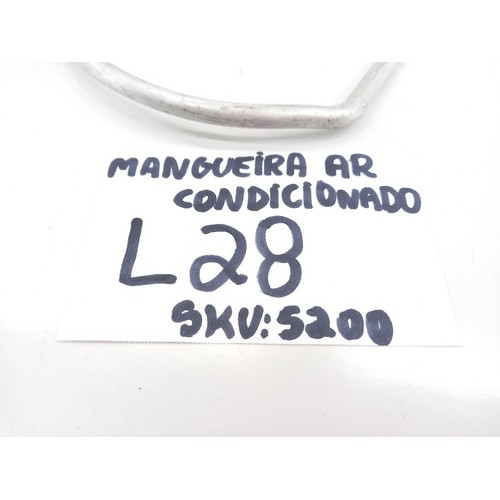 MANGUEIRA AR
CONDICIONADO
L28
SKU: 5200